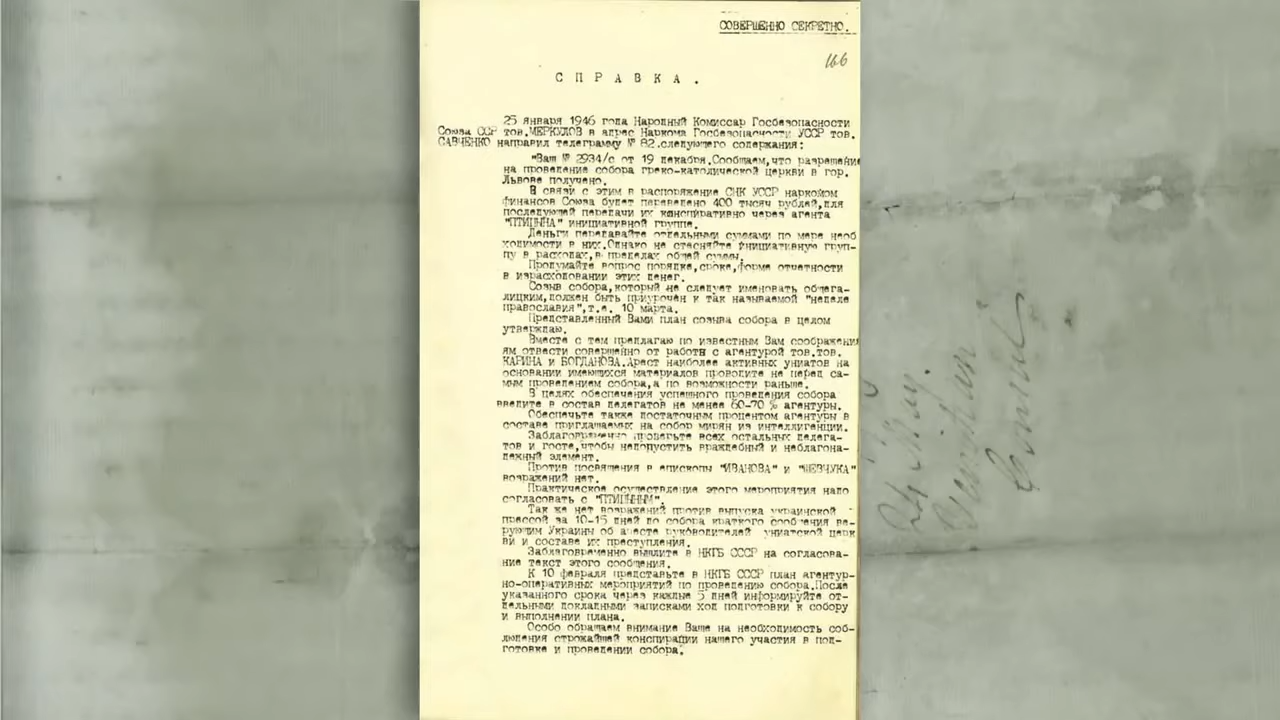 СОВЕРШЕННО СЕКРЕТНО.
166
СПРАВКА.
25 января 1946 года Народный Комиссар Госбезопасности
Союза ССР тов.МЕРКУЛОВ в адрес Наркома Госбезопасности УССР тов.
САВЧЕНКО направил телеграмму № 82.следующего содержания:
"Ваш № 2934/с от 19 декабря.Сообщаем,что разрешение
на проведение собора греко-католической церкви в гор.
Львове получено.
В связи с этим в распоряжение СНК УССР наркомом
финансов Союза будет переведено 400 тысяч рублей,для
последующей передачи их конспиративно через агента
"ПТИЦЫНА" инициативной группе.
Деньги передавайте отдельными суммами по мере необ
ходимости в них.Однако не стесняйте инициативную груп-
пу в расходах,в пределах общей суммы.
Продумайте вопрос порядке,сроке,форме отчетности
в израсходовании этих денег.
Созыв собора,который не следует именовать общега-
лицким,должен быть приурочен к так называемой "неделе
православия",т.е. 10 марта.
Представленный Вами план созыва собора в целом
утверждаю.
Вместе с тем предлагаю по известным Вам соображени
ям отвести совершенно от работы с агентурой тов.тов.
КАРИНА и БОГДАНОВА.Арест наиболее активных униатов на
основании имеющихся материалов проводите не перед са-
мым проведением собора,а по возможности раньше.
В целях обеспечения успешного проведения собора
введите в состав делегатов не менее 60-70 % агентуры.
Обеспечьте также достаточным процентом агентуры в
составе приглашаемых на собор мирян из интеллигенции.
Заблаговременно проверьте всех остальных делега-
тов и госте,чтобы недопустить враждебный и неблагона-
дежный элемент.
Против посвящения в епископы "ИВАНОВА" и "ШЕВЧУКА"
возражений нет.
Практическое осуществление этого мероприятия надо
согласовать с "ПТИЦЫНЫМ".
Так же нет возражений против выпуска украинской
прессой за 10-15 дней до собора краткого сообщения ве-
рующим Украины об аресте руководителей униатской церк
ви и составе их преступления.
Заблаговременно вышлите в НКГБ СССР на согласова-
ние текст этого сообщения.
К 10 февраля представьте в НКГБ СССР план агентур-
но-оперативных мероприятий по проведению собора.После
указанного срока через каждые 5 дней информируйте от-
дельными докладными записками ход подготовки к собору
и выполнении плана.
Особо обращаем внимание Ваше на необходимость соб-
людения строжайшей конспирации нашего участия в под-
готовке и проведении собора.